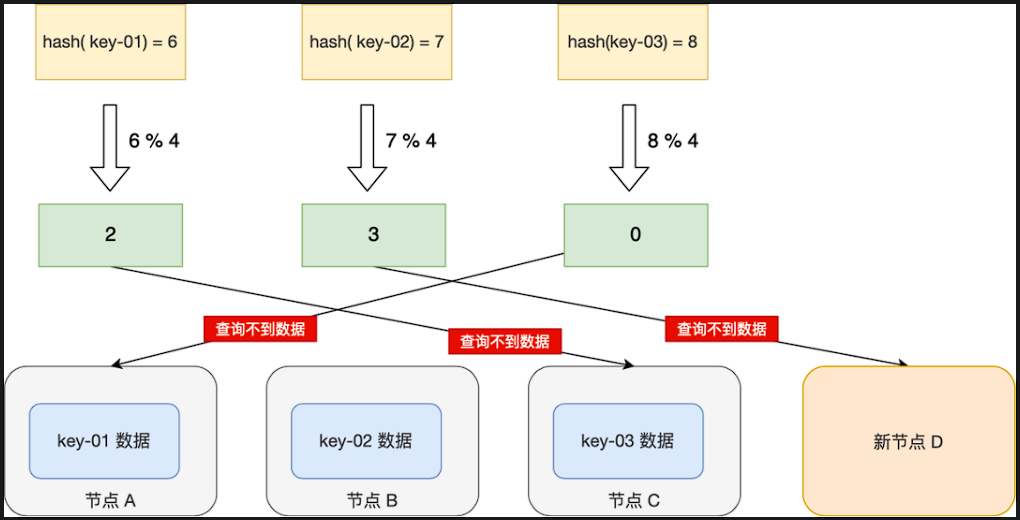 hash( key-01) = 6
hash( key-02) = 7
hash(key-03) = 8
6 % 4
7 % 4
8 % 4
2
3
0
查询不到数据
查询不到数据
查询不到数据
key-01 数据
key-02 数据
key-03 数据
新节点 D
节点 A
节点 B
节点 C